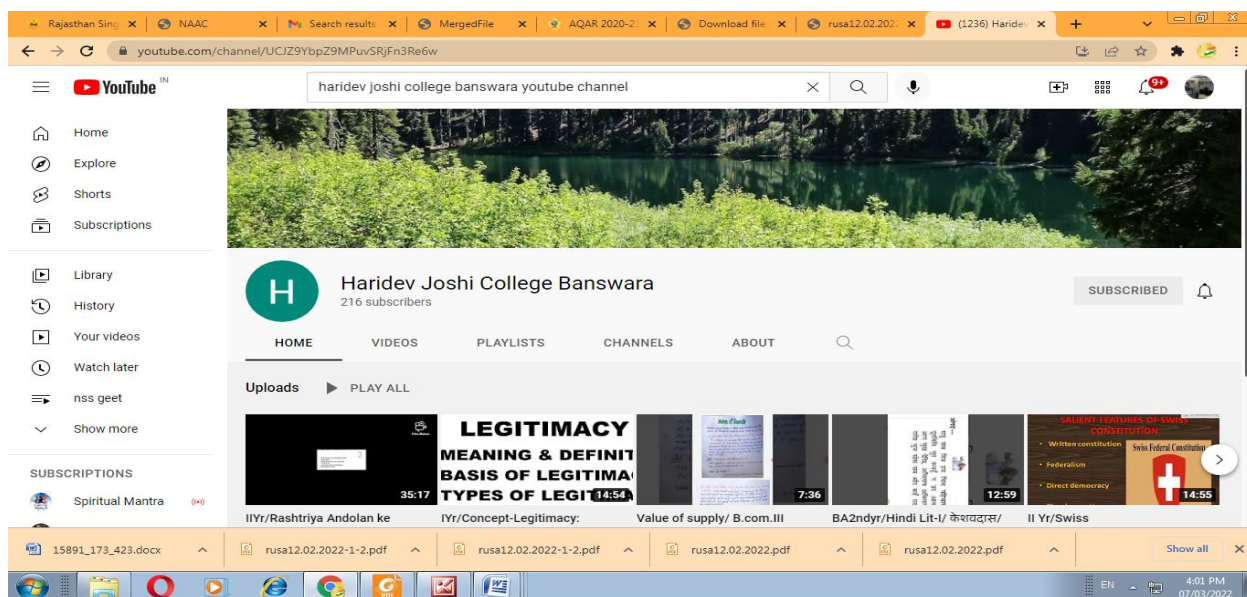 Rajasthan Sing
NAAC
Search results
MergedFile
AQAR 2020-21
Download file
rusa12.02.202
(1236) Haridev
youtube.com/channel/UCJZ9YbpZ9MPuvSRjFn3Re6w
YouTube IN
haridev joshi college banswara youtube channel
9+
Home
Explore
Shorts
Subscriptions
Library
History
Your videos
Watch later
nss geet
Show more
SUBSCRIPTIONS
Spiritual Mantra
Haridev Joshi College Banswara
216 subscribers
SUBSCRIBED
HOME VIDEOS PLAYLISTS CHANNELS ABOUT
Uploads PLAY ALL
35:17
LEGITIMACY
MEANING & DEFINIT
BASIS OF LEGITIMA
TYPES OF LEGIT
14:54
7:36
12:59
SALIENT FEATURES OF SWISS
CONSTITUTION
Written constitution
Federalism
Direct democracy
Swiss Federal Constitution
14:55
IIYr/Rashtriya Andolan ke
IYr/Concept-Legitimacy:
Value of supply/ B.com.III
BA2ndyr/Hindi Lit-I/ केशवदास/
II Yr/Swiss
15891_173_423.docx
rusa12.02.2022-1-2.pdf
rusa12.02.2022-1-2.pdf
rusa12.02.2022.pdf
rusa12.02.2022.pdf
Show all
EN
4:01 PM
07/03/2022